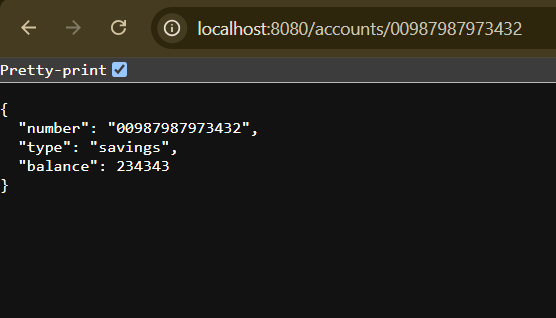 localhost:8080/accounts/00987987973432
Pretty-print
{
  "number": "00987987973432",
  "type": "savings",
  "balance": 234343
}